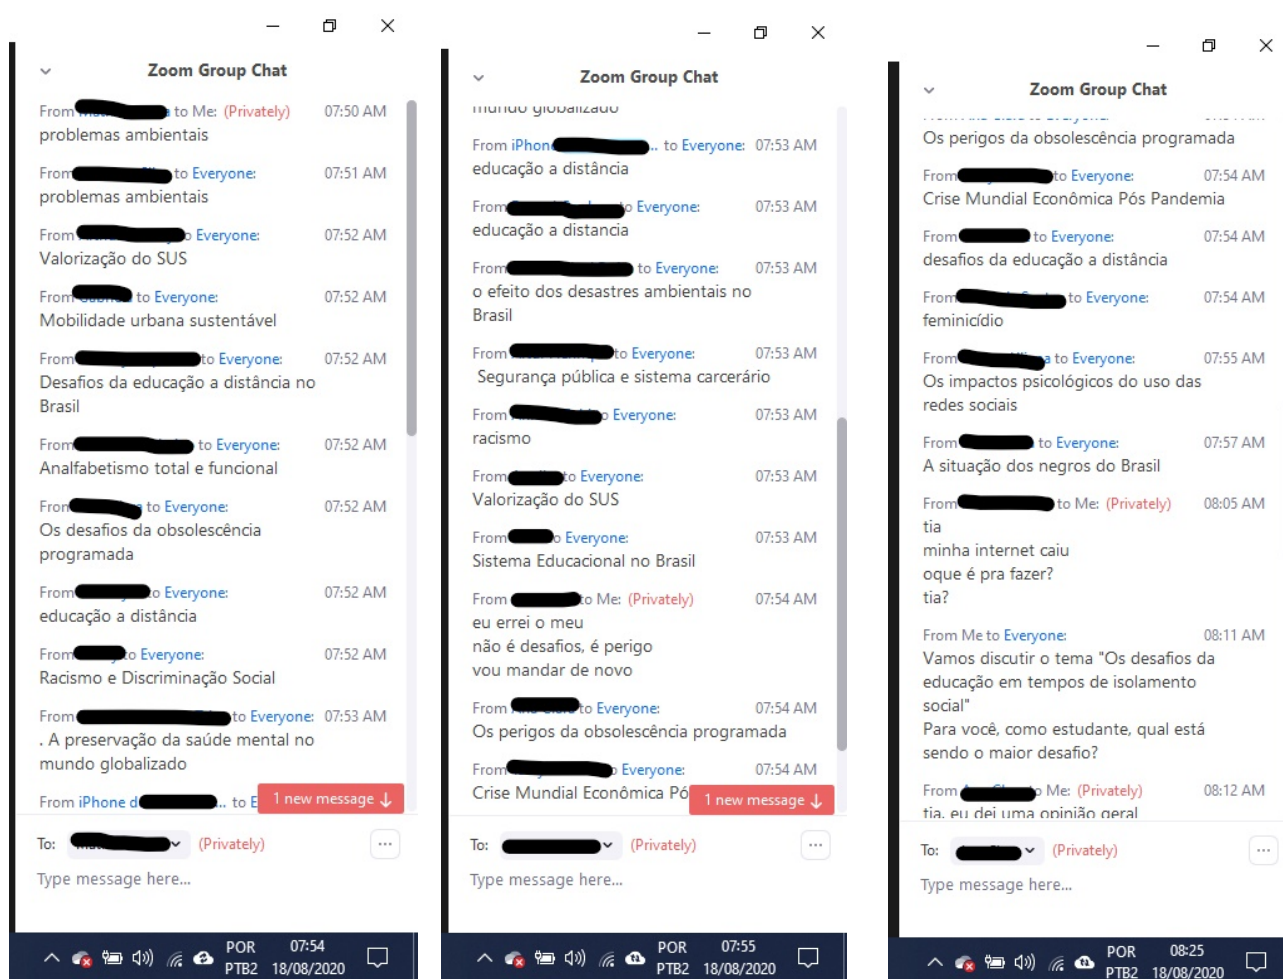 Zoom Group Chat
From to Me: (Privately) 07:50 AM
problemas ambientais
From to Everyone: 07:51 AM
problemas ambientais
From Everyone: 07:52 AM
Valorização do SUS
From to Everyone: 07:52 AM
Mobilidade urbana sustentável
From to Everyone: 07:52 AM
Desafios da educação a distância no
Brasil
From to Everyone: 07:52 AM
Analfabetismo total e funcional
From to Everyone: 07:52 AM
Os desafios da obsolescência
programada
From to Everyone: 07:52 AM
educação a distância
From to Everyone: 07:52 AM
Racismo e Discriminação Social
From to Everyone: 07:53 AM
. A preservação da saúde mental no
mundo globalizado
From iPhone d ... to E
1 new message ↓
To: (Privately)
...
Type message here...
POR
PTB2
07:54
18/08/2020
Zoom Group Chat
mundo globalizado
From iPhone .. to Everyone: 07:53 AM
educação a distância
From to Everyone: 07:53 AM
educação a distancia
From to Everyone: 07:53 AM
o efeito dos desastres ambientais no
Brasil
From to Everyone: 07:53 AM
Segurança pública e sistema carcerário
From Everyone: 07:53 AM
racismo
From to Everyone: 07:53 AM
Valorização do SUS
From Everyone: 07:53 AM
Sistema Educacional no Brasil
From to Me: (Privately) 07:54 AM
eu errei o meu
não é desafios, é perigo
vou mandar de novo
From to Everyone: 07:54 AM
Os perigos da obsolescência programada
From Everyone: 07:54 AM
Crise Mundial Econômica Pó
1 new message ↓
To: (Privately)
...
Type message here...
POR
PTB2
07:55
18/08/2020
Zoom Group Chat
Os perigos da obsolescência programada
From to Everyone: 07:54 AM
Crise Mundial Econômica Pós Pandemia
From to Everyone: 07:54 AM
desafios da educação a distância
From to Everyone: 07:54 AM
feminicídio
From a to Everyone: 07:55 AM
Os impactos psicológicos do uso das
redes sociais
From to Everyone: 07:57 AM
A situação dos negros do Brasil
From to Me: (Privately) 08:05 AM
tia
minha internet caiu
oque é pra fazer?
tia?
From Me to Everyone: 08:11 AM
Vamos discutir o tema "Os desafios da
educação em tempos de isolamento
social"
Para você, como estudante, qual está
sendo o maior desafio?
From Me: (Privately) 08:12 AM
tia, eu dei uma opinião geral
To: (Privately)
...
Type message here...
POR
PTB2
08:25
18/08/2020